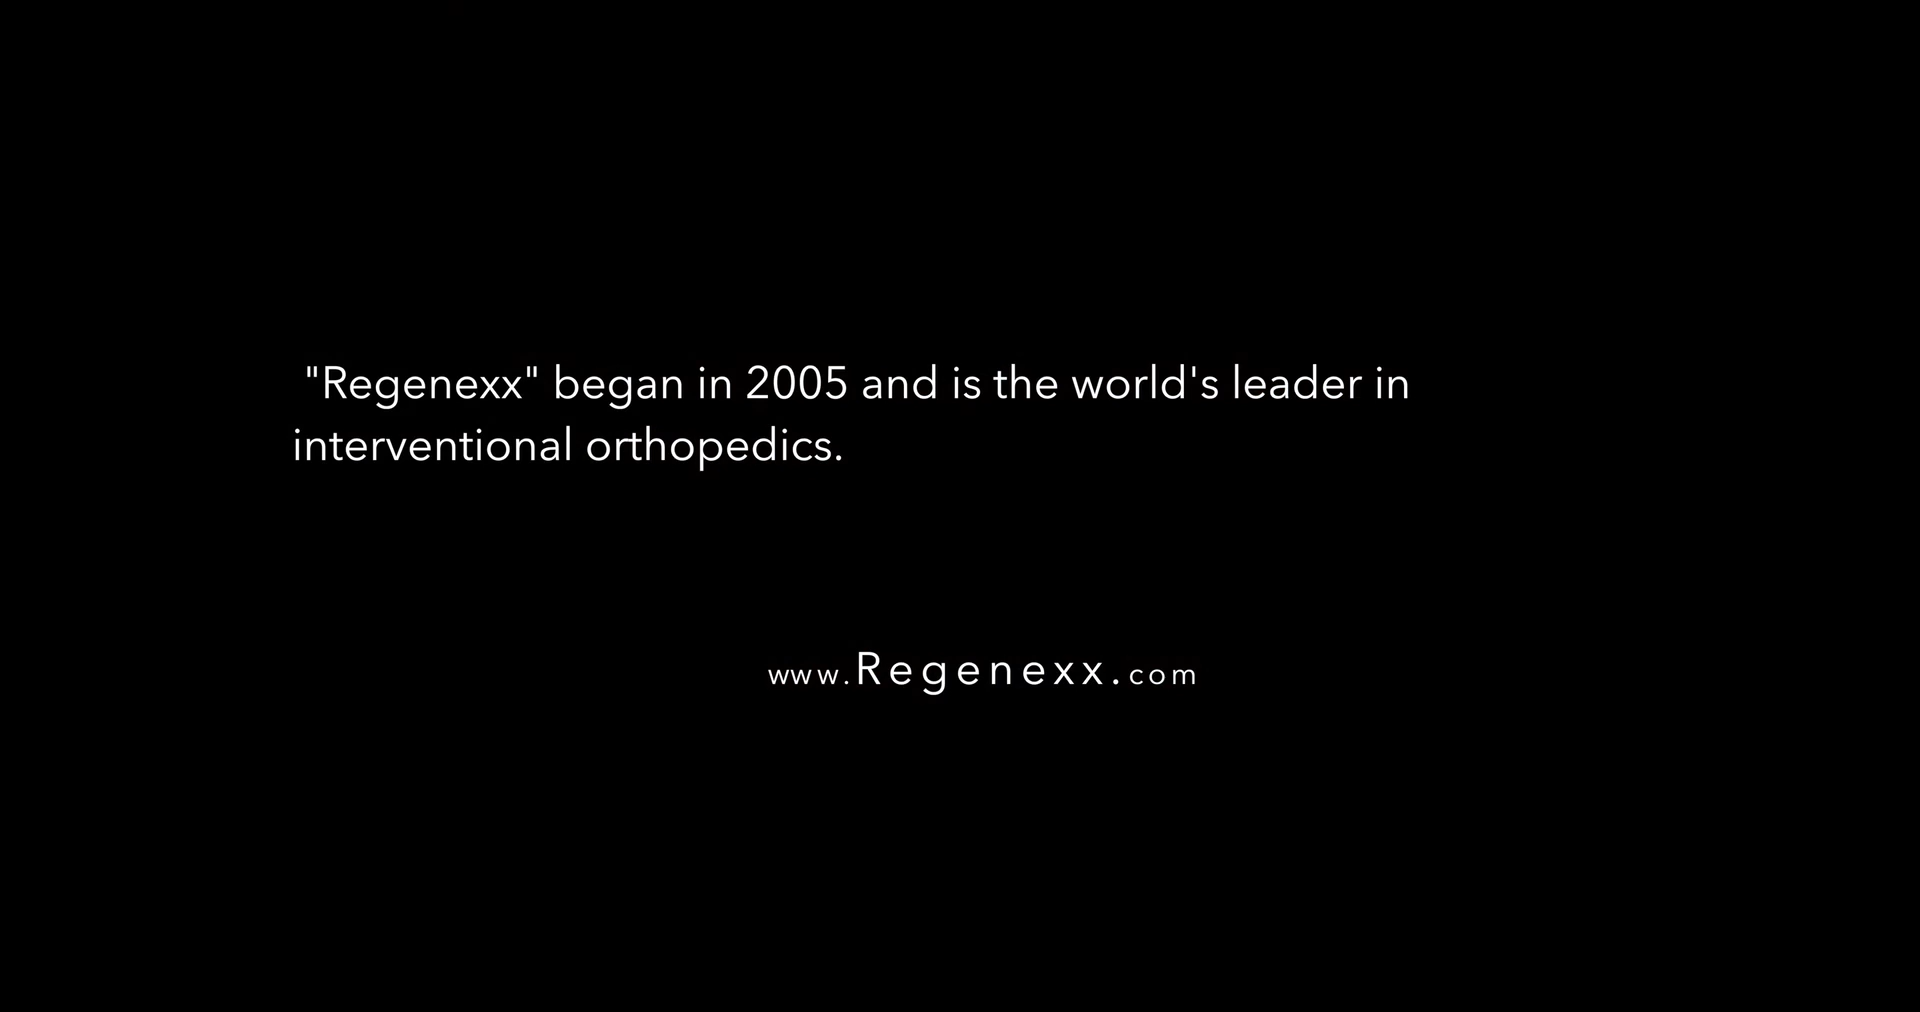 "Regenexx" began in 2005 and is the world's leader in
interventional orthopedics.
www.Regenexx.com